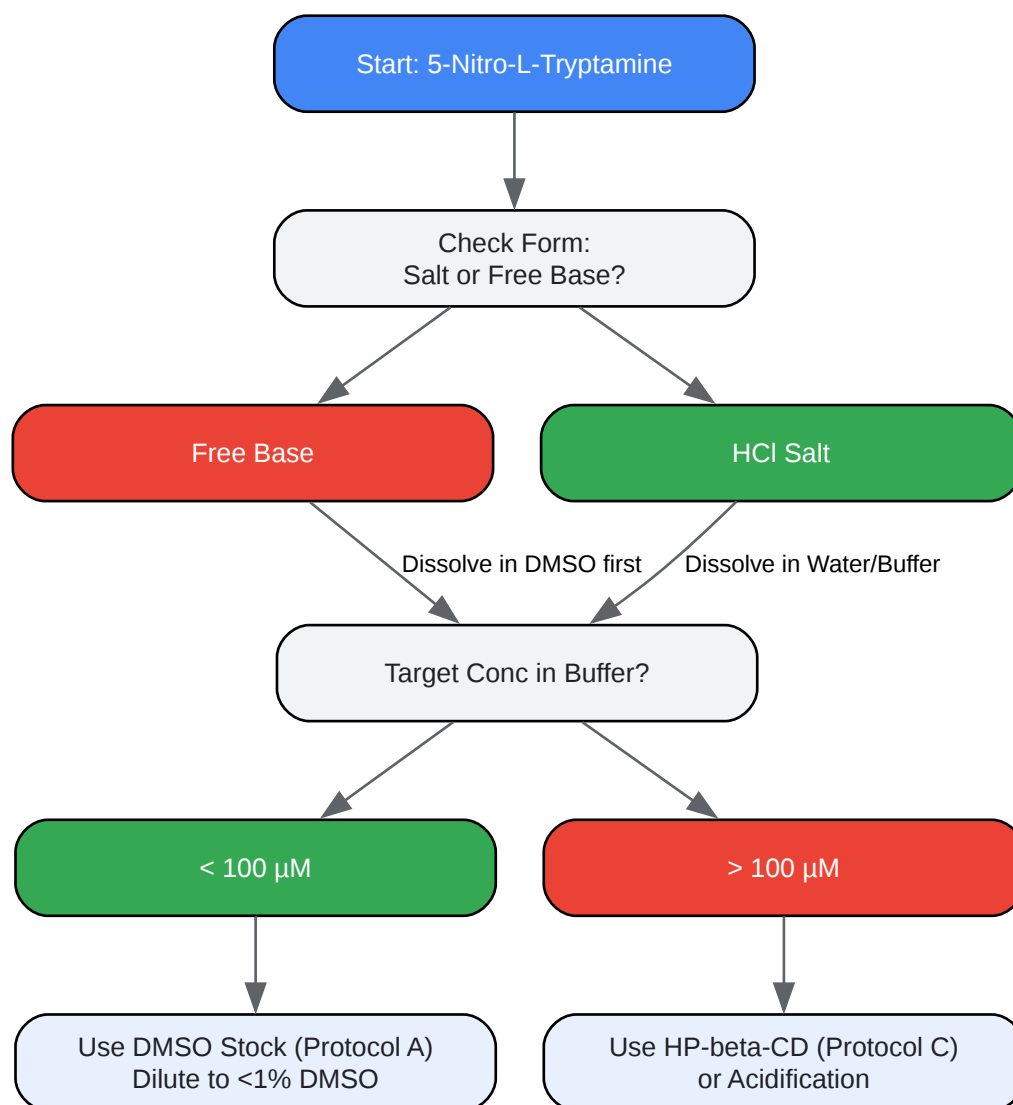 Start: 5-Nitro-L-Tryptamine
Check Form:
Salt or Free Base?
Free Base
HCl Salt
Dissolve in DMSO first
Dissolve in Water/Buffer
Target Conc in Buffer?
< 100 µM
> 100 µM
Use DMSO Stock (Protocol A)
Dilute to <1% DMSO
Use HP-beta-CD (Protocol C)
or Acidification